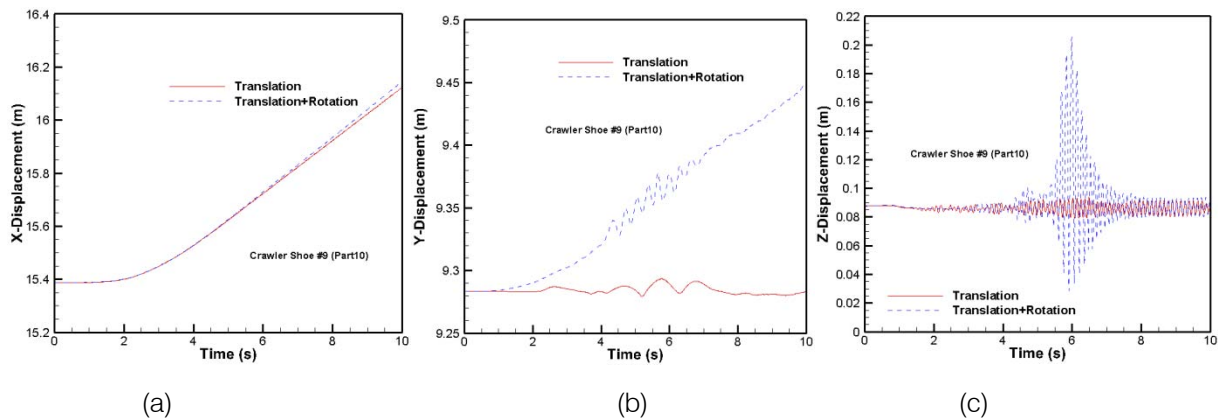 16.4
16.2
16
15.8
15.6
15.4
15.2
X-Displacement (m)
Translation
Translation+Rotation
Crawler Shoe #9 (Part10)
0 2 4 6 8 10
Time (s)
(a)
9.5
9.45
9.4
9.35
9.3
9.25
Y-Displacement (m)
Translation
Translation+Rotation
Crawler Shoe #9 (Part10)
0 2 4 6 8 10
Time (s)
(b)
0.22
0.2
0.18
0.16
0.14
0.12
0.1
0.08
0.06
0.04
0.02
0
Z-Displacement (m)
Crawler Shoe #9 (Part10)
Translation
Translation+Rotation
0 2 4 6 8 10
Time (s)
(c)